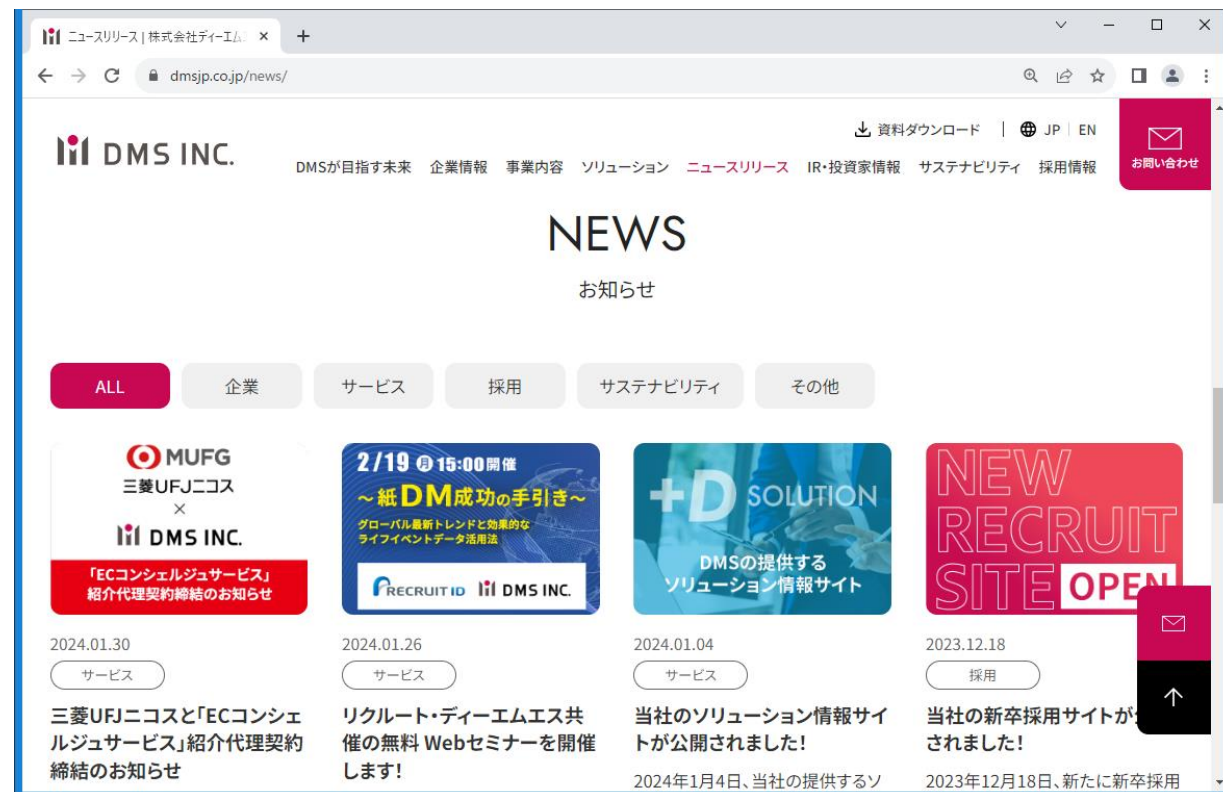 ニュースリリース | 株式会社ディーエム
dmsjp.co.jp/news/
DMS INC.
資料ダウンロード | JP | EN
お問い合わせ
DMSが目指す未来 企業情報 事業内容 ソリューション ニュースリリース IR・投資家情報 サステナビリティ 採用情報
NEWS
お知らせ
ALL 企業 サービス 採用 サステナビリティ その他
MUFG
三菱UFJニコス
×
DMS INC.
「ECコンシェルジュサービス」
紹介代理契約締結のお知らせ
2/19 月 15:00開催
~紙DM成功の手引き~
グローバル最新トレンドと効果的な
ライフイベントデータ活用法
RECRUIT ID DMS INC.
+D SOLUTION
DMSの提供する
ソリューション情報サイト
NEW
RECRUIT
SITE OPEN
2024.01.30
サービス
三菱UFJニコスと「ECコンシェ
ルジュサービス」紹介代理契約
締結のお知らせ
2024.01.26
サービス
リクルート・ディーエムエス共
催の無料 Webセミナーを開催
します!
2024.01.04
サービス
当社のソリューション情報サイ
トが公開されました!
2024年1月4日、当社の提供するソ
2023.12.18
採用
当社の新卒採用サイトが
されました!
2023年12月18日、新たに新卒採用